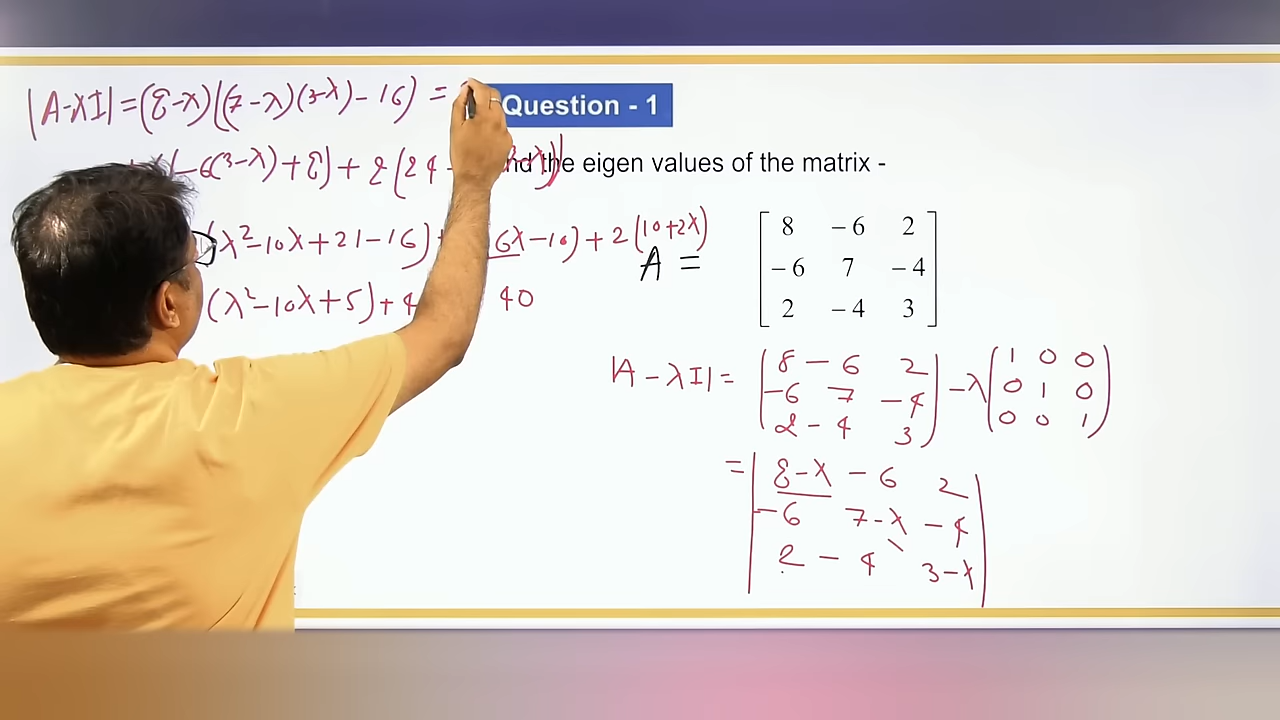 |A-λI| = (8-λ)((7-λ)(3-λ)-16) =
(-6(3-λ)+8) + 2(24
(λ²-10λ+21-16) 6λ-10) + 2(10+2λ)
(λ²-10λ+5)+4 40
Question - 1
the eigen values of the matrix -
A =
8 -6 2
-6 7 -4
2 -4 3
|A - λI| = 8 -6 2 -λ 1 0 0
-6 7 -4 0 1 0
2 -4 3 0 0 1
= 8-λ -6 2
-6 7-λ -4
2 -4 3-λ